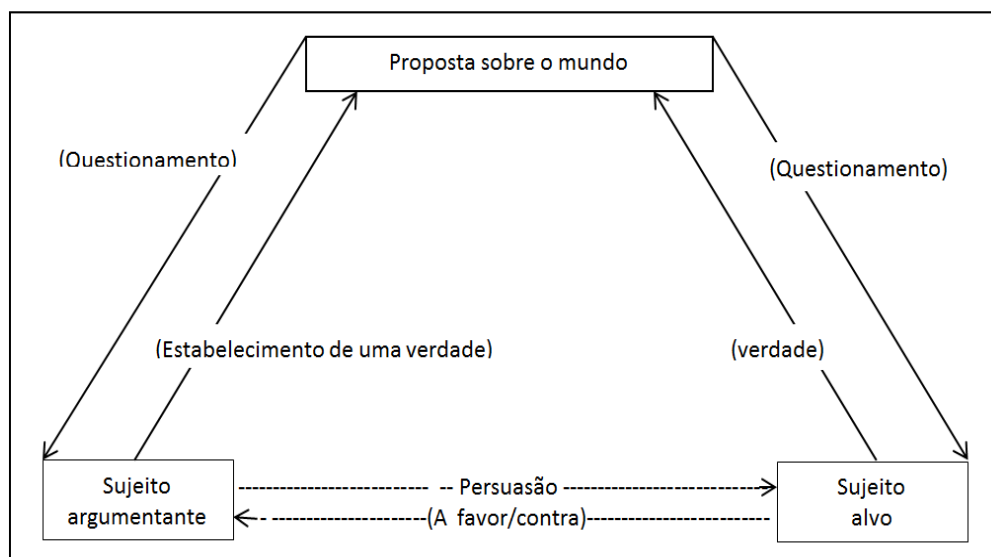 Proposta sobre o mundo
(Questionamento)
(Questionamento)
(Estabelecimento de uma verdade)
(verdade)
Sujeito
argumentante
Persuasão
(A favor/contra)
Sujeito
alvo